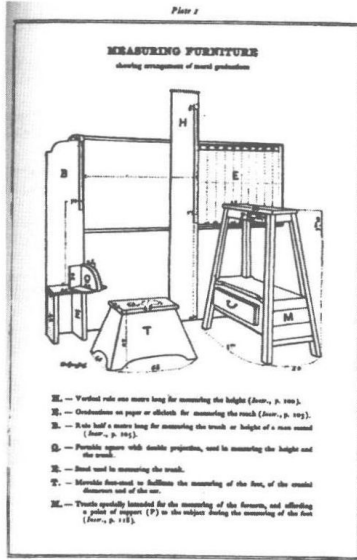 Plate 2
MEASURING FURNITURE
showing arrangement of mural graduations
H
B
E
Q
E
T
M
H. — Vertical rule one metre long for measuring the height (Instr., p. 100).
E. — Graduations on paper or oilcloth for measuring the reach (Instr., p. 103).
B. — Rule half a metre long for measuring the trunk or height of a man seated
(Instr., p. 105).
Q. — Portable square with double projection, used in measuring the height and
the trunk.
E. — Stool used in measuring the trunk.
T. — Movable foot-stool to facilitate the measuring of the foot, of the cranial
diameters and of the ear.
M. — Trestle specially intended for the measuring of the forearm, and affording
a point of support (P) to the subject during the measuring of the foot
(Instr., p. 118).